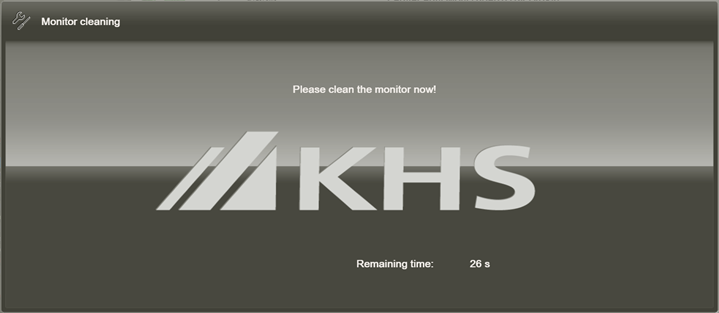 Monitor cleaning
Please clean the monitor now!
KHS
Remaining time: 26 s